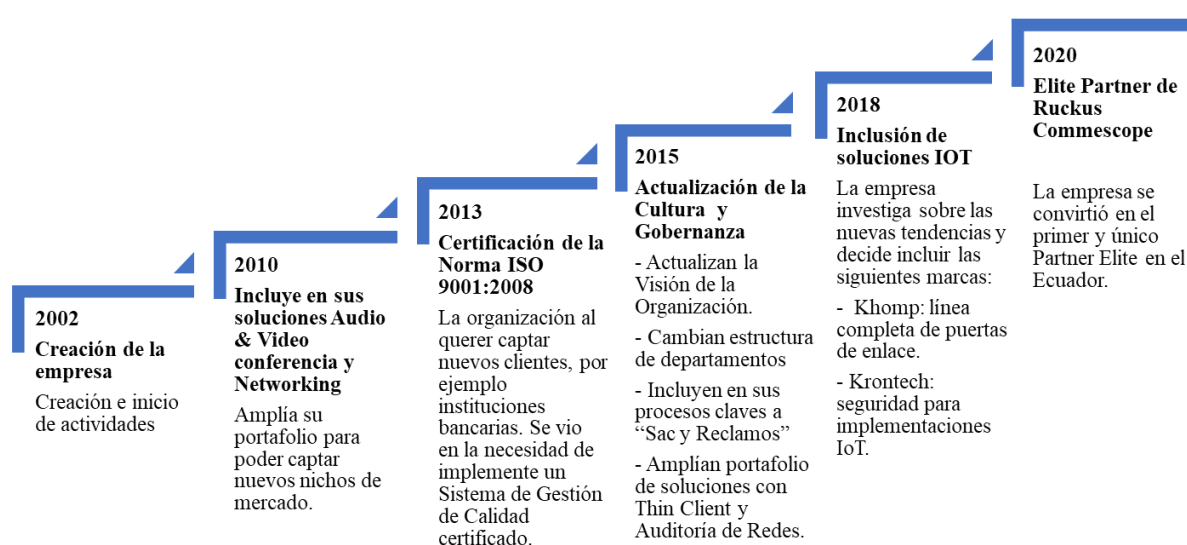 2002
Creación de la
empresa
Creación e inicio
de actividades
2010
Incluye en sus
soluciones Audio
& Video
conferencia y
Networking
Amplía su
portafolio para
poder captar
nuevos nichos de
mercado.
2013
Certificación de la
Norma ISO
9001:2008
La organización al
querer captar
nuevos clientes, por
ejemplo
instituciones
bancarias. Se vio
en la necesidad de
implemente un
Sistema de Gestión
de Calidad
certificado.
2015
Actualización de la
Cultura y
Gobernanza
- Actualizan la
Visión de la
Organización.
- Cambian estructura
de departamentos
- Incluyen en sus
procesos claves a
“Sac y Reclamos”
- Amplían portafolio
de soluciones con
Thin Client y
Auditoría de Redes.
2018
Inclusión de
soluciones IOT
La empresa
investiga sobre las
nuevas tendencias y
decide incluir las
siguientes marcas:
- Khomp: línea
completa de puertas
de enlace.
- Krontech:
seguridad para
implementaciones
IoT.
2020
Elite Partner de
Ruckus
Commescope
La empresa se
convirtió en el
primer y único
Partner Elite en el
Ecuador.